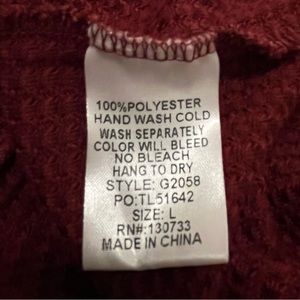 100%POLYESTER
HAND WASH COLD
WASH SEPARATELY
COLOR WILL BLEED
NO BLEACH
HANG TO DRY
STYLE: G2058
PO:TL51642
SIZE: L
RN#:130733
MADE IN CHINA